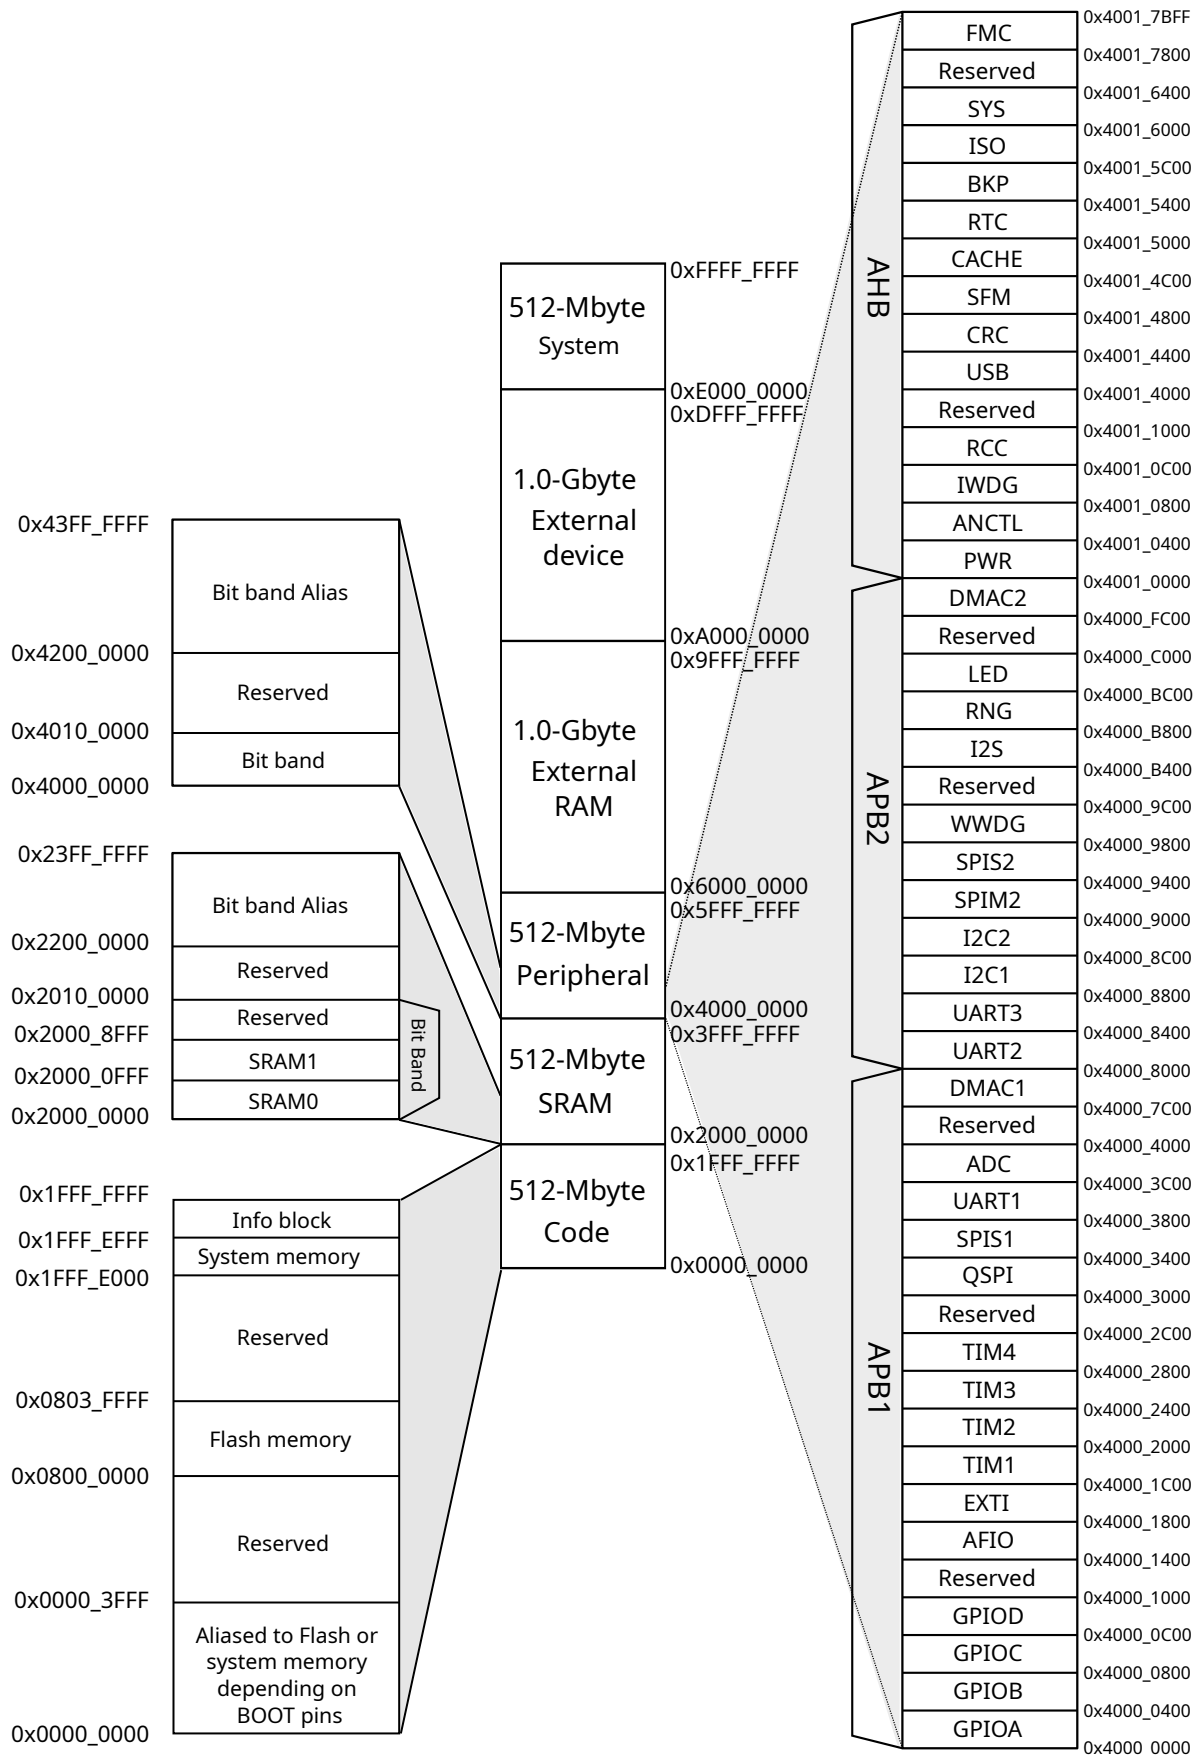 0x43FF_FFFF
Bit band Alias
0x4200_0000
Reserved
0x4010_0000
Bit band
0x4000_0000
0x23FF_FFFF
Bit band Alias
0x2200_0000
Reserved
0x2010_0000
Reserved
0x2000_8FFF
SRAM1
0x2000_0FFF
SRAM0
0x2000_0000
Bit Band
0x1FFF_FFFF
Info block
0x1FFF_EFFF
System memory
0x1FFF_E000
Reserved
0x0803_FFFF
Flash memory
0x0800_0000
Reserved
0x0000_3FFF
Aliased to Flash or
system memory
depending on
BOOT pins
0x0000_0000
0xFFFF_FFFF
512-Mbyte
System
0xE000_0000
0xDFFF_FFFF
1.0-Gbyte
External
device
0xA000_0000
0x9FFF_FFFF
1.0-Gbyte
External
RAM
0x6000_0000
0x5FFF_FFFF
512-Mbyte
Peripheral
0x4000_0000
0x3FFF_FFFF
512-Mbyte
SRAM
0x2000_0000
0x1FFF_FFFF
512-Mbyte
Code
0x0000_0000
AHB
APB2
APB1
0x4001_7BFF
FMC
0x4001_7800
Reserved
0x4001_6400
SYS
0x4001_6000
ISO
0x4001_5C00
BKP
0x4001_5400
RTC
0x4001_5000
CACHE
0x4001_4C00
SFM
0x4001_4800
CRC
0x4001_4400
USB
0x4001_4000
Reserved
0x4001_1000
RCC
0x4001_0C00
IWDG
0x4001_0800
ANCTL
0x4001_0400
PWR
0x4001_0000
DMAC2
0x4000_FC00
Reserved
0x4000_C000
LED
0x4000_BC00
RNG
0x4000_B800
I2S
0x4000_B400
Reserved
0x4000_9C00
WWDG
0x4000_9800
SPIS2
0x4000_9400
SPIM2
0x4000_9000
I2C2
0x4000_8C00
I2C1
0x4000_8800
UART3
0x4000_8400
UART2
0x4000_8000
DMAC1
0x4000_7C00
Reserved
0x4000_4000
ADC
0x4000_3C00
UART1
0x4000_3800
SPIS1
0x4000_3400
QSPI
0x4000_3000
Reserved
0x4000_2C00
TIM4
0x4000_2800
TIM3
0x4000_2400
TIM2
0x4000_2000
TIM1
0x4000_1C00
EXTI
0x4000_1800
AFIO
0x4000_1400
Reserved
0x4000_1000
GPIOD
0x4000_0C00
GPIOC
0x4000_0800
GPIOB
0x4000_0400
GPIOA
0x4000_0000